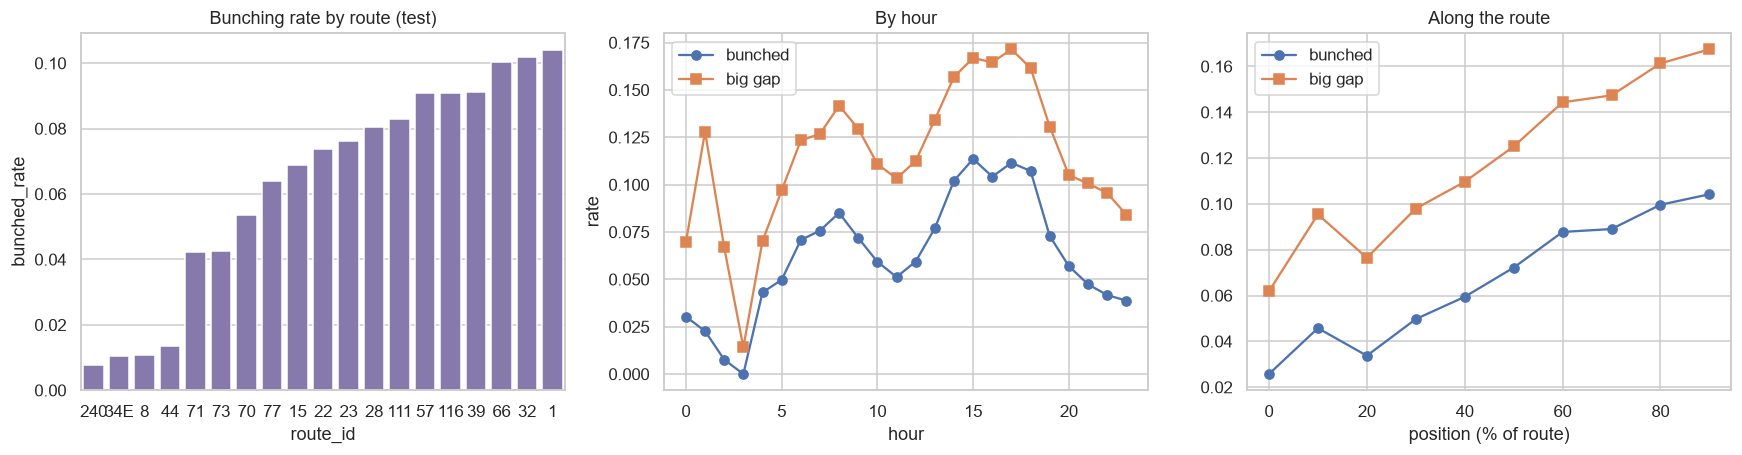 Bunching rate by route (test)
bunched_rate
0.10
0.08
0.06
0.04
0.02
0.00
240 34E 8 44 71 73 70 77 15 22 23 28 111 57 116 39 66 32 1
route_id
By hour
bunched
big gap
rate
0.175
0.150
0.125
0.100
0.075
0.050
0.025
0.000
0 5 10 15 20
hour
Along the route
bunched
big gap
0.16
0.14
0.12
0.10
0.08
0.06
0.04
0.02
0 20 40 60 80
position (% of route)